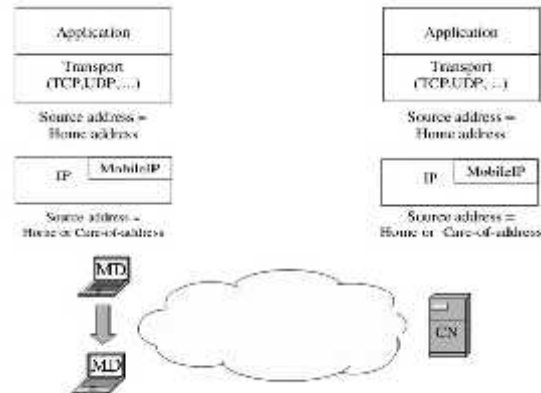 Application
Transport
(TCP,UDP, ...)
Source address =
Home address
IP
MobileIP
Source address =
Home or Care-of-address
MD
MD
Application
Transport
(TCP,UDP, ...)
Source address =
Home address
IP
MobileIP
Source address =
Home or Care-of-address
CN